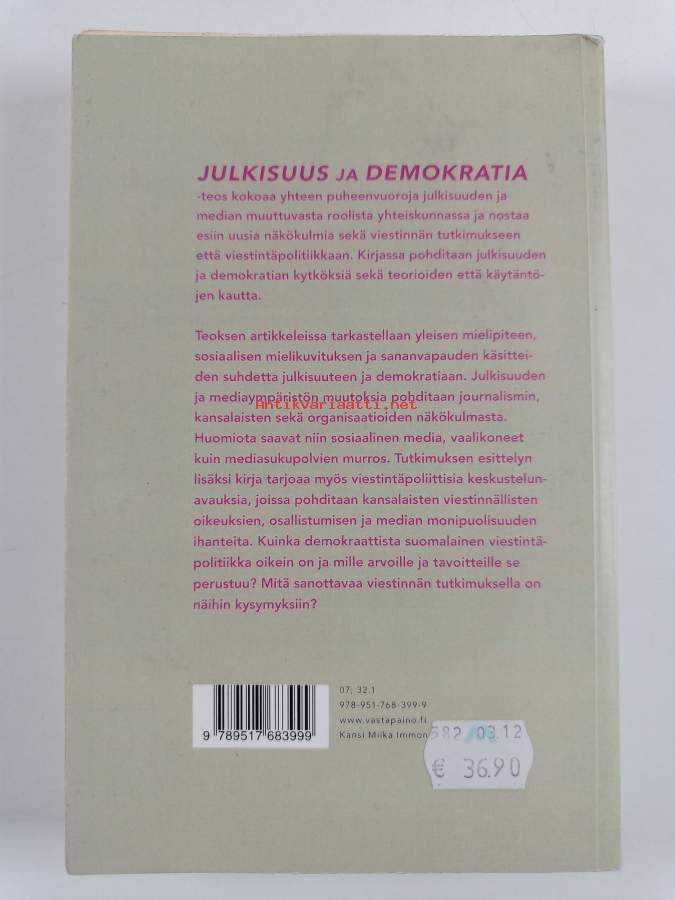 JULKISUUS JA DEMOKRATIA
-teos kokoaa yhteen puheenvuoroja julkisuuden ja
median muuttuvasta roolista yhteiskunnassa ja nostaa
esiin uusia näkökulmia sekä viestinnän tutkimukseen
että viestintäpolitiikkaan. Kirjassa pohditaan julkisuuden
ja demokratian kytköksiä sekä teorioiden että käytäntö-
jen kautta.
Teoksen artikkeleissa tarkastellaan yleisen mielipiteen,
sosiaalisen mielikuvituksen ja sananvapauden käsittei-
den suhdetta julkisuuteen ja demokratiaan. Julkisuuden
ja mediaympäristön muutoksia pohditaan journalismin,
Antikvariaatti.net
kansalaisten sekä organisaatioiden näkökulmasta.
Huomiota saavat niin sosiaalinen media, vaalikoneet
kuin mediasukupolvien murros. Tutkimuksen esittelyn
lisäksi kirja tarjoaa myös viestintäpoliittisia keskustelun-
avauksia, joissa pohditaan kansalaisten viestinnällisten
oikeuksien, osallistumisen ja median monipuolisuuden
ihanteita. Kuinka demokraattista suomalainen viestintä-
politiikka oikein on ja mille arvoille ja tavoitteille se
perustuu? Mitä sanottavaa viestinnän tutkimuksella on
näihin kysymyksiin?
07; 32.1
978-951-768-399-9
www.vastapaino.fi
Kansi Miika Immon
9 789517 683999
582 03 12
€ 36.90